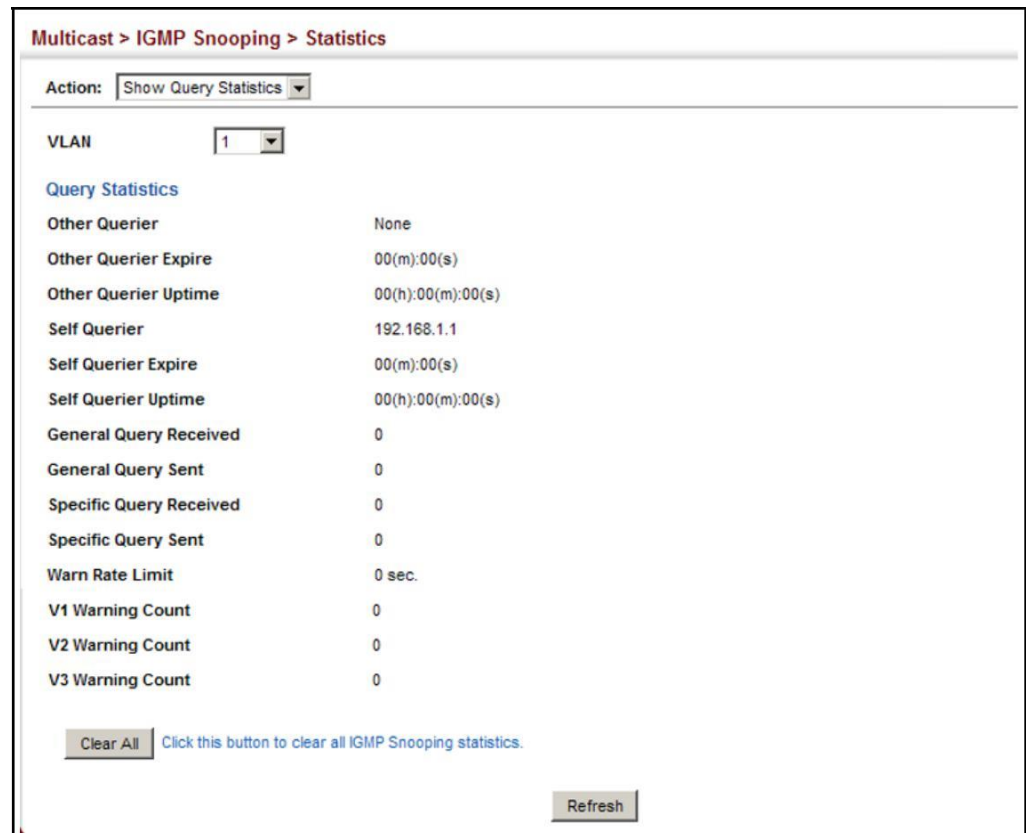 Multicast > IGMP Snooping > Statistics
Action: Show Query Statistics
VLAN 1
Query Statistics
Other Querier None
Other Querier Expire 00(m):00(s)
Other Querier Uptime 00(h):00(m):00(s)
Self Querier 192.168.1.1
Self Querier Expire 00(m):00(s)
Self Querier Uptime 00(h):00(m):00(s)
General Query Received 0
General Query Sent 0
Specific Query Received 0
Specific Query Sent 0
Warn Rate Limit 0 sec.
V1 Warning Count 0
V2 Warning Count 0
V3 Warning Count 0
Clear All Click this button to clear all IGMP Snooping statistics.
Refresh